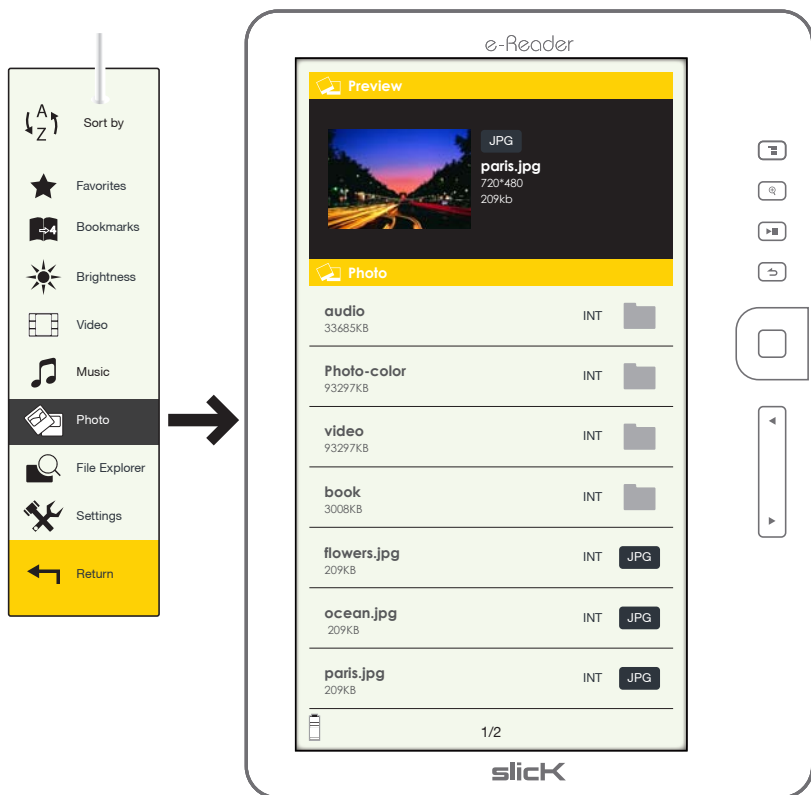 Sort by
Favorites
Bookmarks
Brightness
Video
Music
Photo
File Explorer
Settings
Return
e-Reader
Preview
JPG
paris.jpg
720*480
209kb
Photo
audio
33685KB
INT
Photo-color
93297KB
INT
video
93297KB
INT
book
3008KB
INT
flowers.jpg
209KB
INT JPG
ocean.jpg
209KB
INT JPG
paris.jpg
209KB
INT JPG
1/2
slick